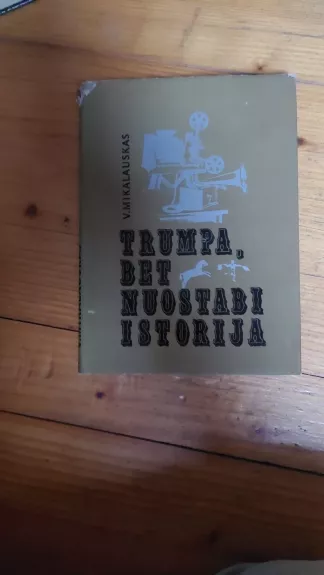 V. MIKALAUSKAS
TRUMPA,
BET
NUOSTABI
ISTORIJA